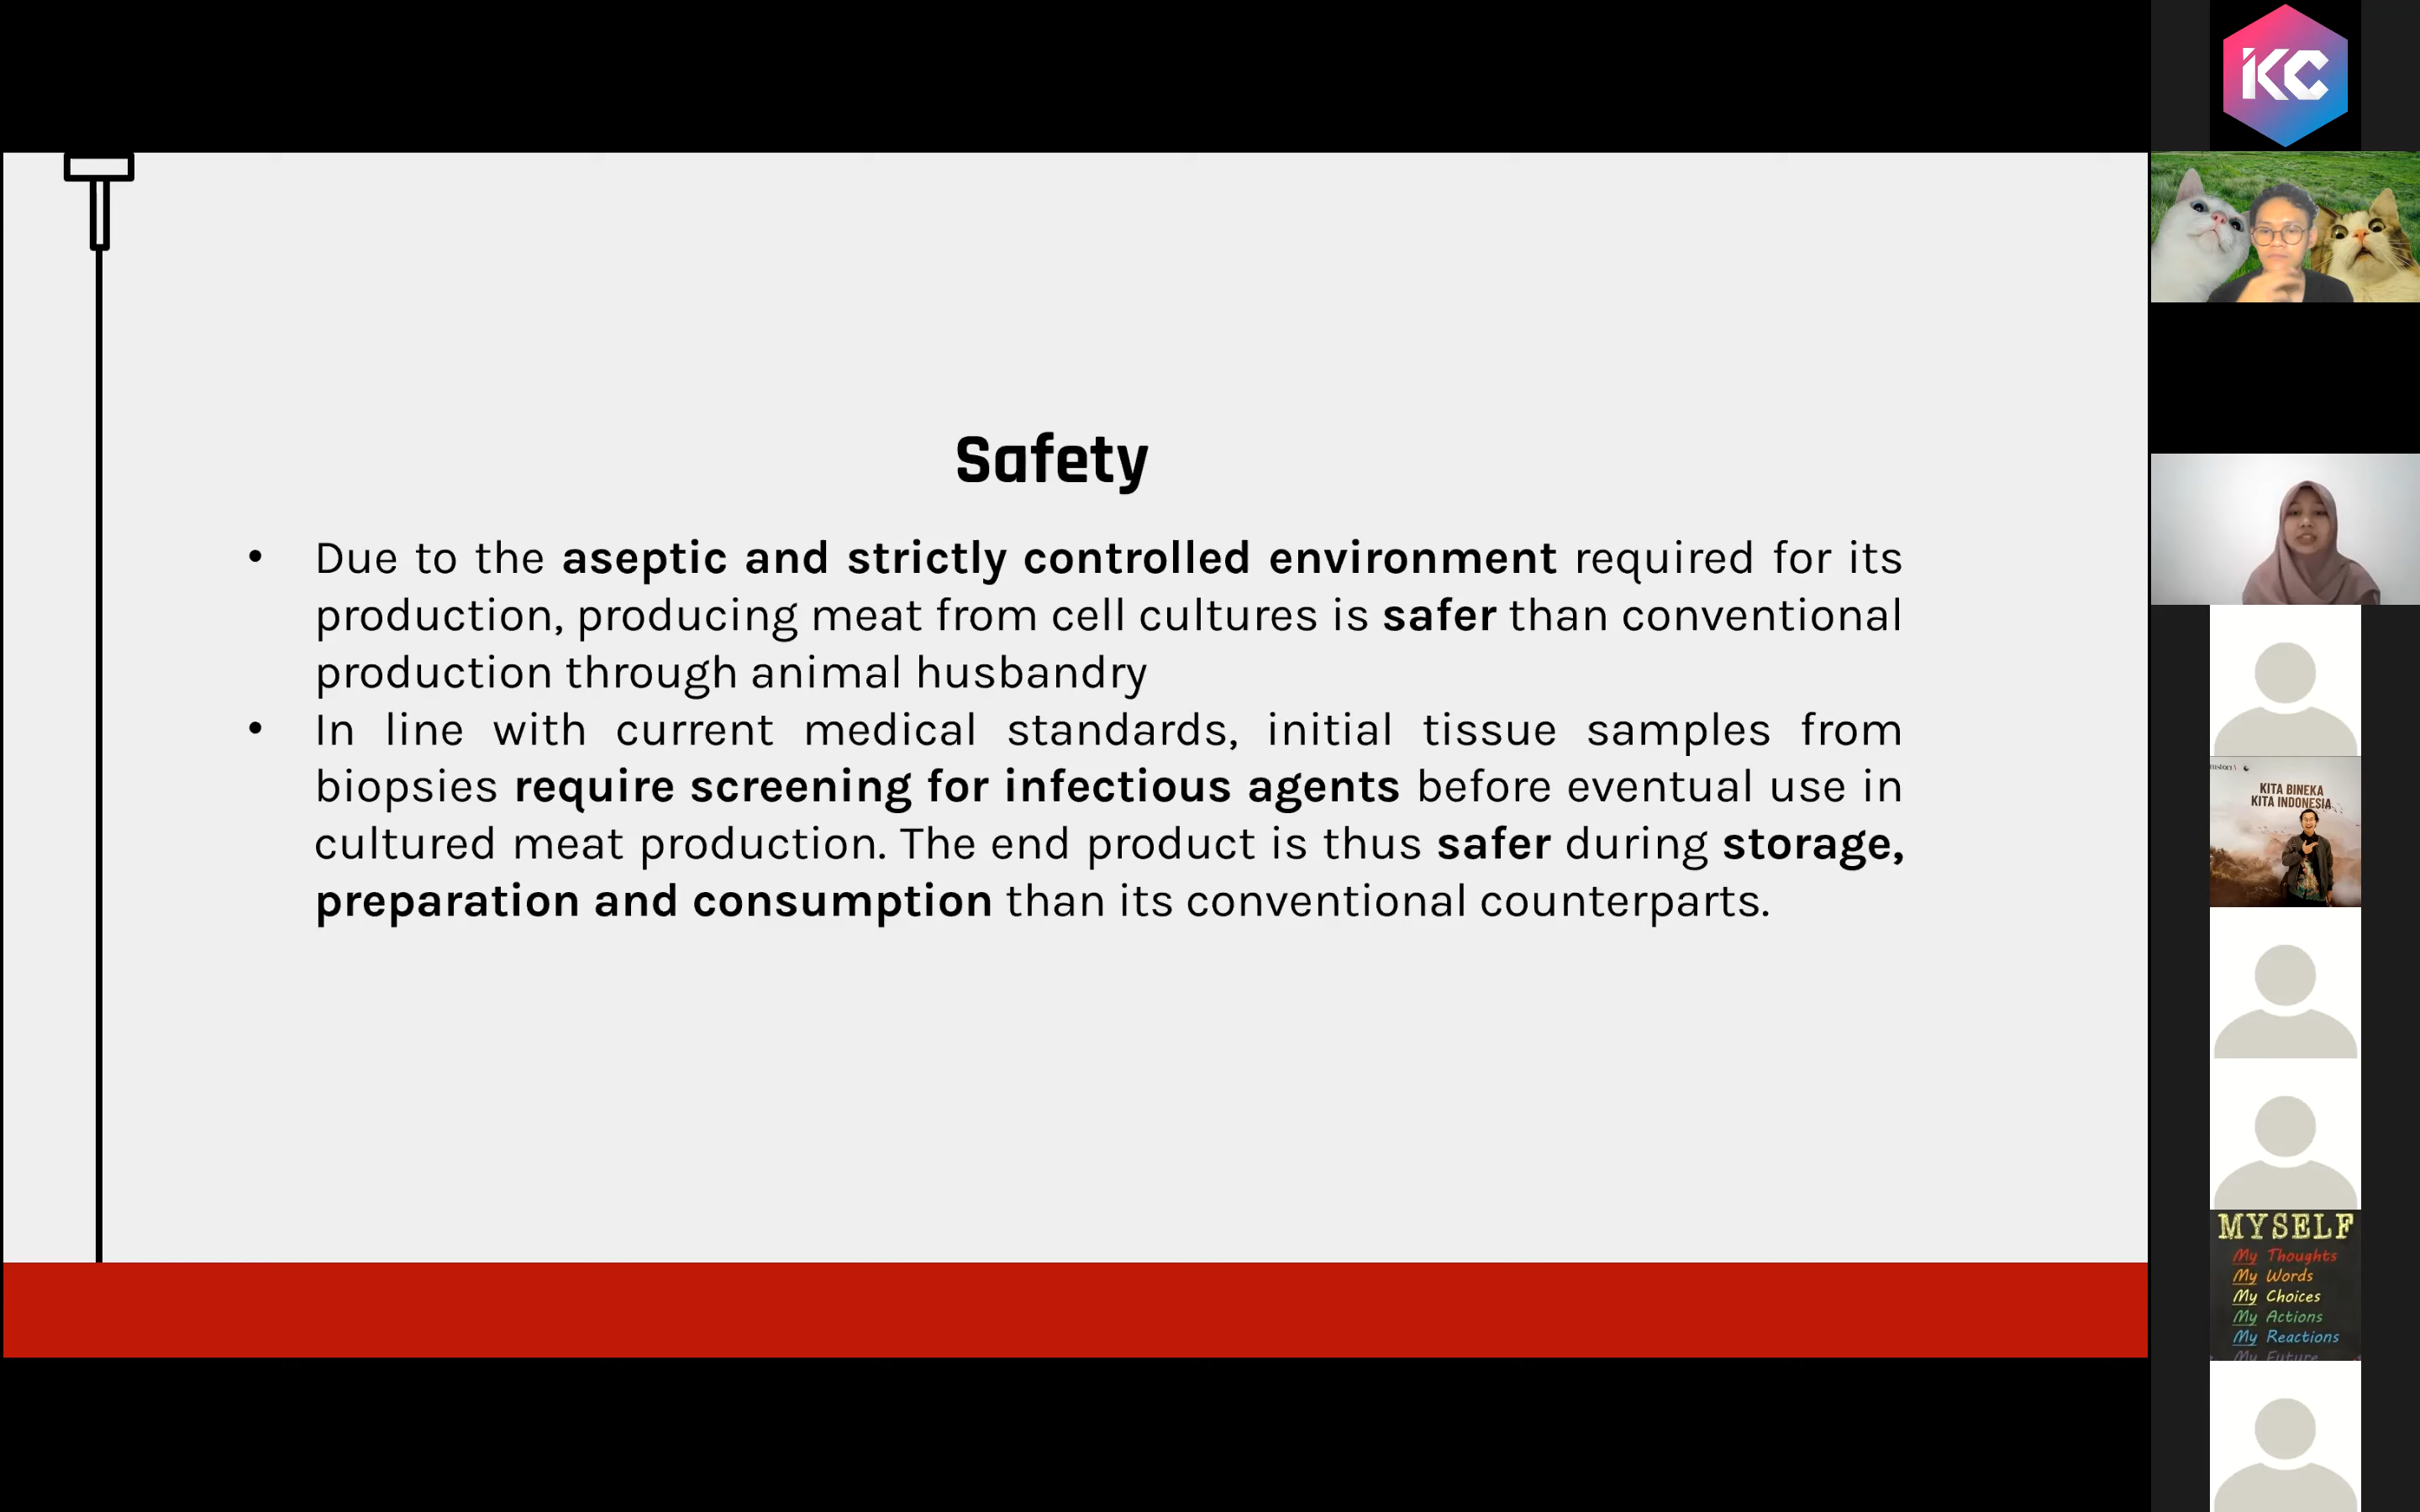 Safety
• Due to the aseptic and strictly controlled environment required for its
production, producing meat from cell cultures is safer than conventional
production through animal husbandry
• In line with current medical standards, initial tissue samples from
biopsies require screening for infectious agents before eventual use in
cultured meat production. The end product is thus safer during storage,
preparation and consumption than its conventional counterparts.
KC
KITA BINEKA
KITA INDONESIA
MYSELF
My Thoughts
My Words
My Choices
My Actions
My Reactions
My Future